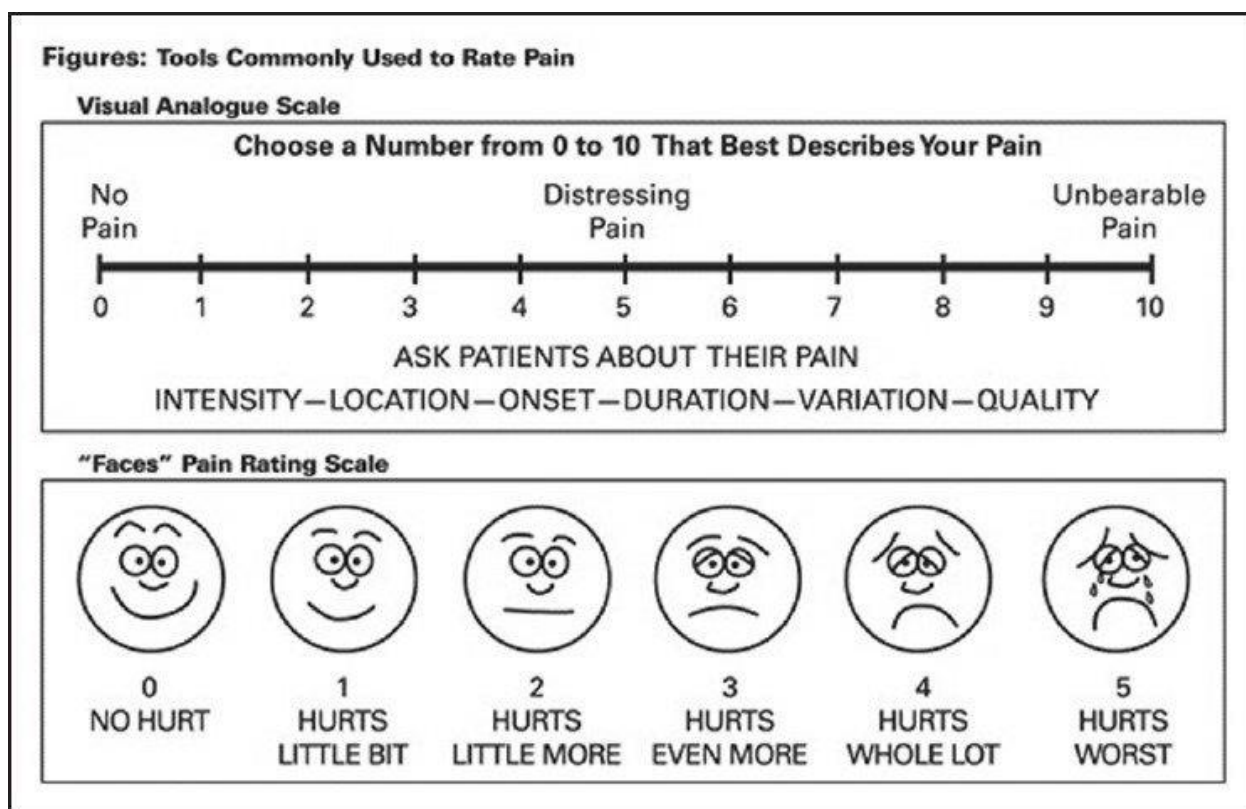 Figures: Tools Commonly Used to Rate Pain
Visual Analogue Scale
Choose a Number from 0 to 10 That Best Describes Your Pain
No Pain
Distressing Pain
Unbearable Pain
0 1 2 3 4 5 6 7 8 9 10
ASK PATIENTS ABOUT THEIR PAIN
INTENSITY—LOCATION—ONSET—DURATION—VARIATION—QUALITY
"Faces" Pain Rating Scale
0
NO HURT
1
HURTS
LITTLE BIT
2
HURTS
LITTLE MORE
3
HURTS
EVEN MORE
4
HURTS
WHOLE LOT
5
HURTS
WORST